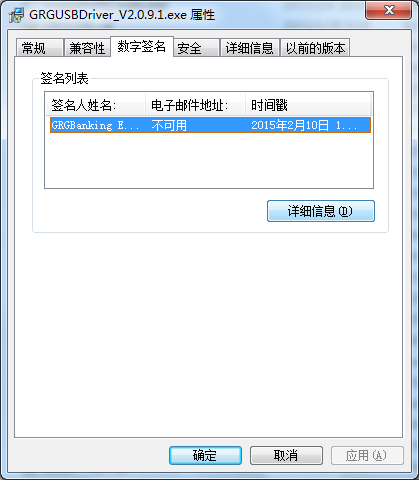 GRGUSBDriver_V2.0.9.1.exe 属性
常规 兼容性 数字签名 安全 详细信息 以前的版本
签名列表
签名人姓名: 电子邮件地址: 时间戳
GRGBanking E... 不可用 2015年2月10日 1...
详细信息(D)
确定 取消 应用(A)